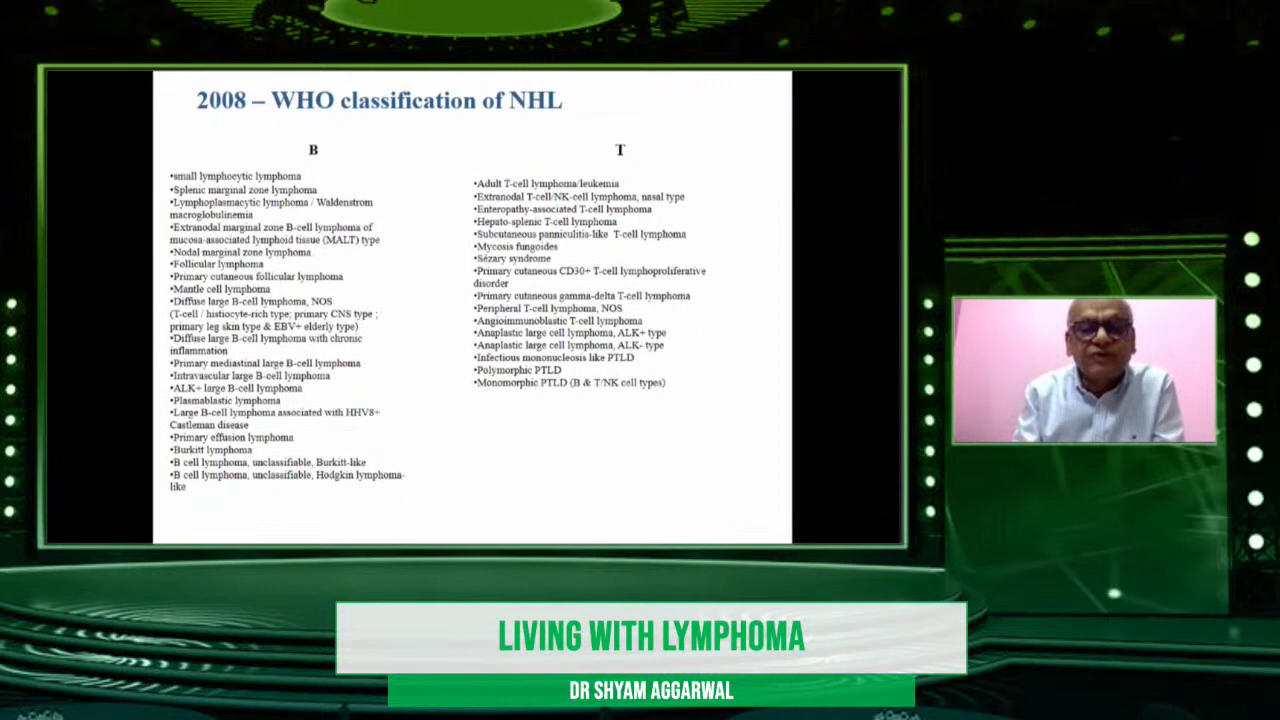 2008 – WHO classification of NHL
B
•small lymphocytic lymphoma
•Splenic marginal zone lymphoma
•Lymphoplasmacytic lymphoma / Waldenstrom
macroglobulinemia
•Extranodal marginal zone B-cell lymphoma of
mucosa-associated lymphoid tissue (MALT) type
•Nodal marginal zone lymphoma
•Follicular lymphoma
•Primary cutaneous follicular lymphoma
•Mantle cell lymphoma
•Diffuse large B-cell lymphoma, NOS
(T-cell / histiocyte-rich type; primary CNS type ;
primary leg skin type & EBV+ elderly type)
•Diffuse large B-cell lymphoma with chronic
inflammation
•Primary mediastinal large B-cell lymphoma
•Intravascular large B-cell lymphoma
•ALK+ large B-cell lymphoma
•Plasmablastic lymphoma
•Large B-cell lymphoma associated with HHV8+
Castleman disease
•Primary effusion lymphoma
•Burkitt lymphoma
•B cell lymphoma, unclassifiable, Burkitt-like
•B cell lymphoma, unclassifiable, Hodgkin lymphoma-
like
T
•Adult T-cell lymphoma/leukemia
•Extranodal T-cell/NK-cell lymphoma, nasal type
•Enteropathy-associated T-cell lymphoma
•Hepato-splenic T-cell lymphoma
•Subcutaneous panniculitis-like T-cell lymphoma
•Mycosis fungoides
•Sézary syndrome
•Primary cutaneous CD30+ T-cell lymphoproliferative
disorder
•Primary cutaneous gamma-delta T-cell lymphoma
•Peripheral T-cell lymphoma, NOS
•Angioimmunoblastic T-cell lymphoma
•Anaplastic large cell lymphoma, ALK+ type
•Anaplastic large cell lymphoma, ALK- type
•Infectious mononucleosis like PTLD
•Polymorphic PTLD
•Monomorphic PTLD (B & T/NK cell types)
LIVING WITH LYMPHOMA
DR SHYAM AGGARWAL